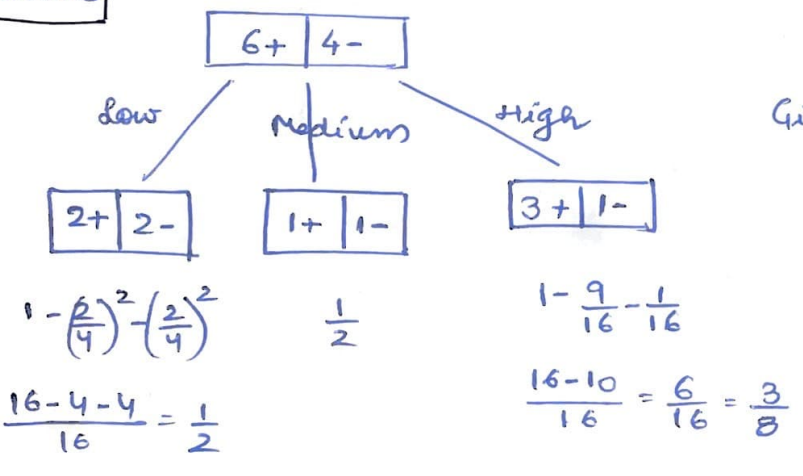 6+ | 4-
Low Medium High Gi
2+ | 2- 1+ | 1- 3+ | 1-
1 - (2/4)² - (2/4)² 1/2 1 - 9/16 - 1/16
16-4-4/16 = 1/2 16-10/16 = 6/16 = 3/8